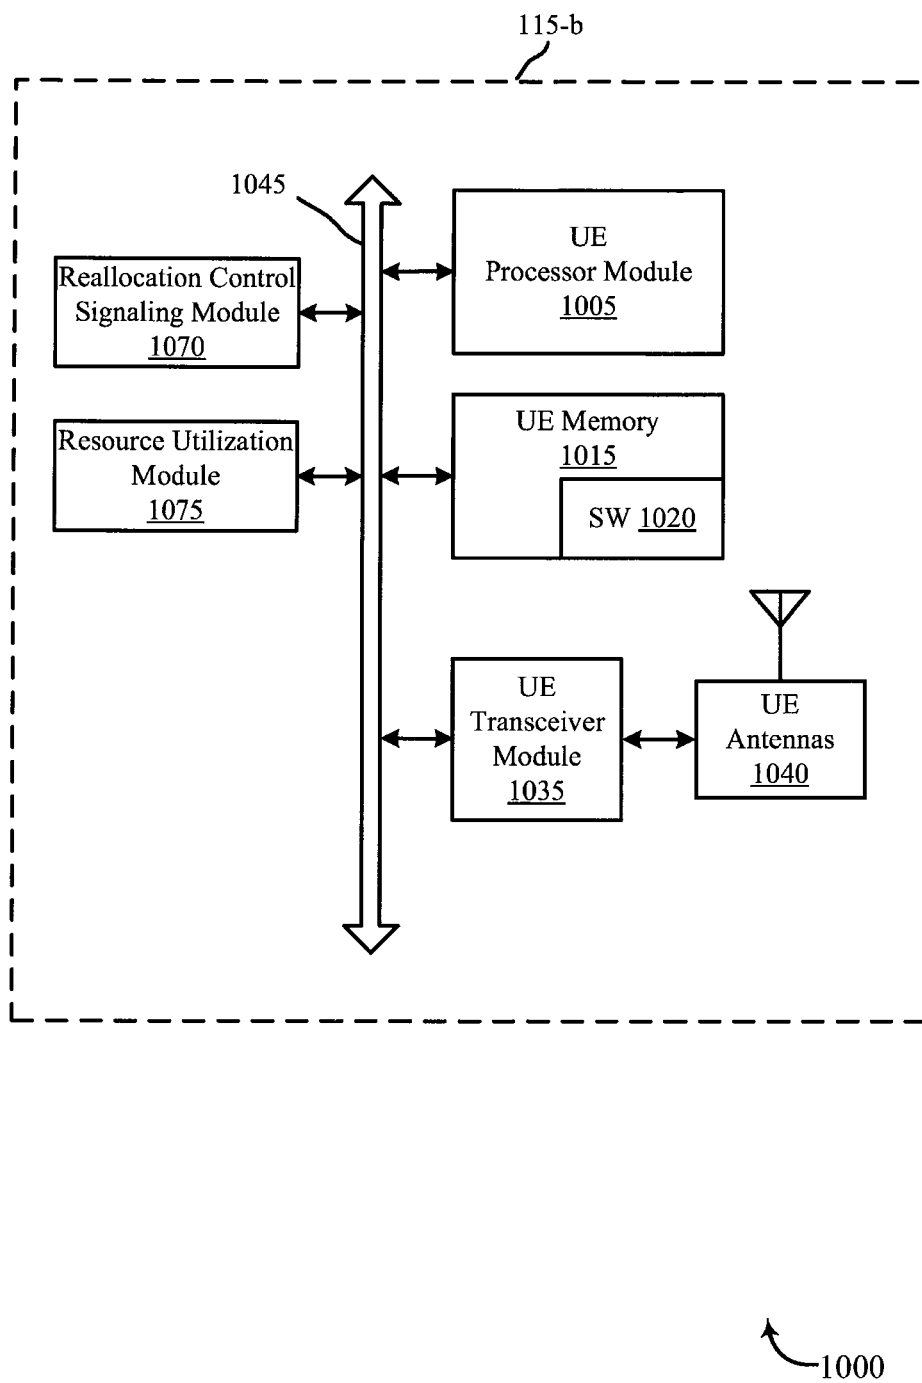 115-b
1045
UE
Processor Module
1005
Reallocation Control
Signaling Module
1070
UE Memory
1015
SW 1020
Resource Utilization
Module
1075
UE
Transceiver
Module
1035
UE
Antennas
1040
1000